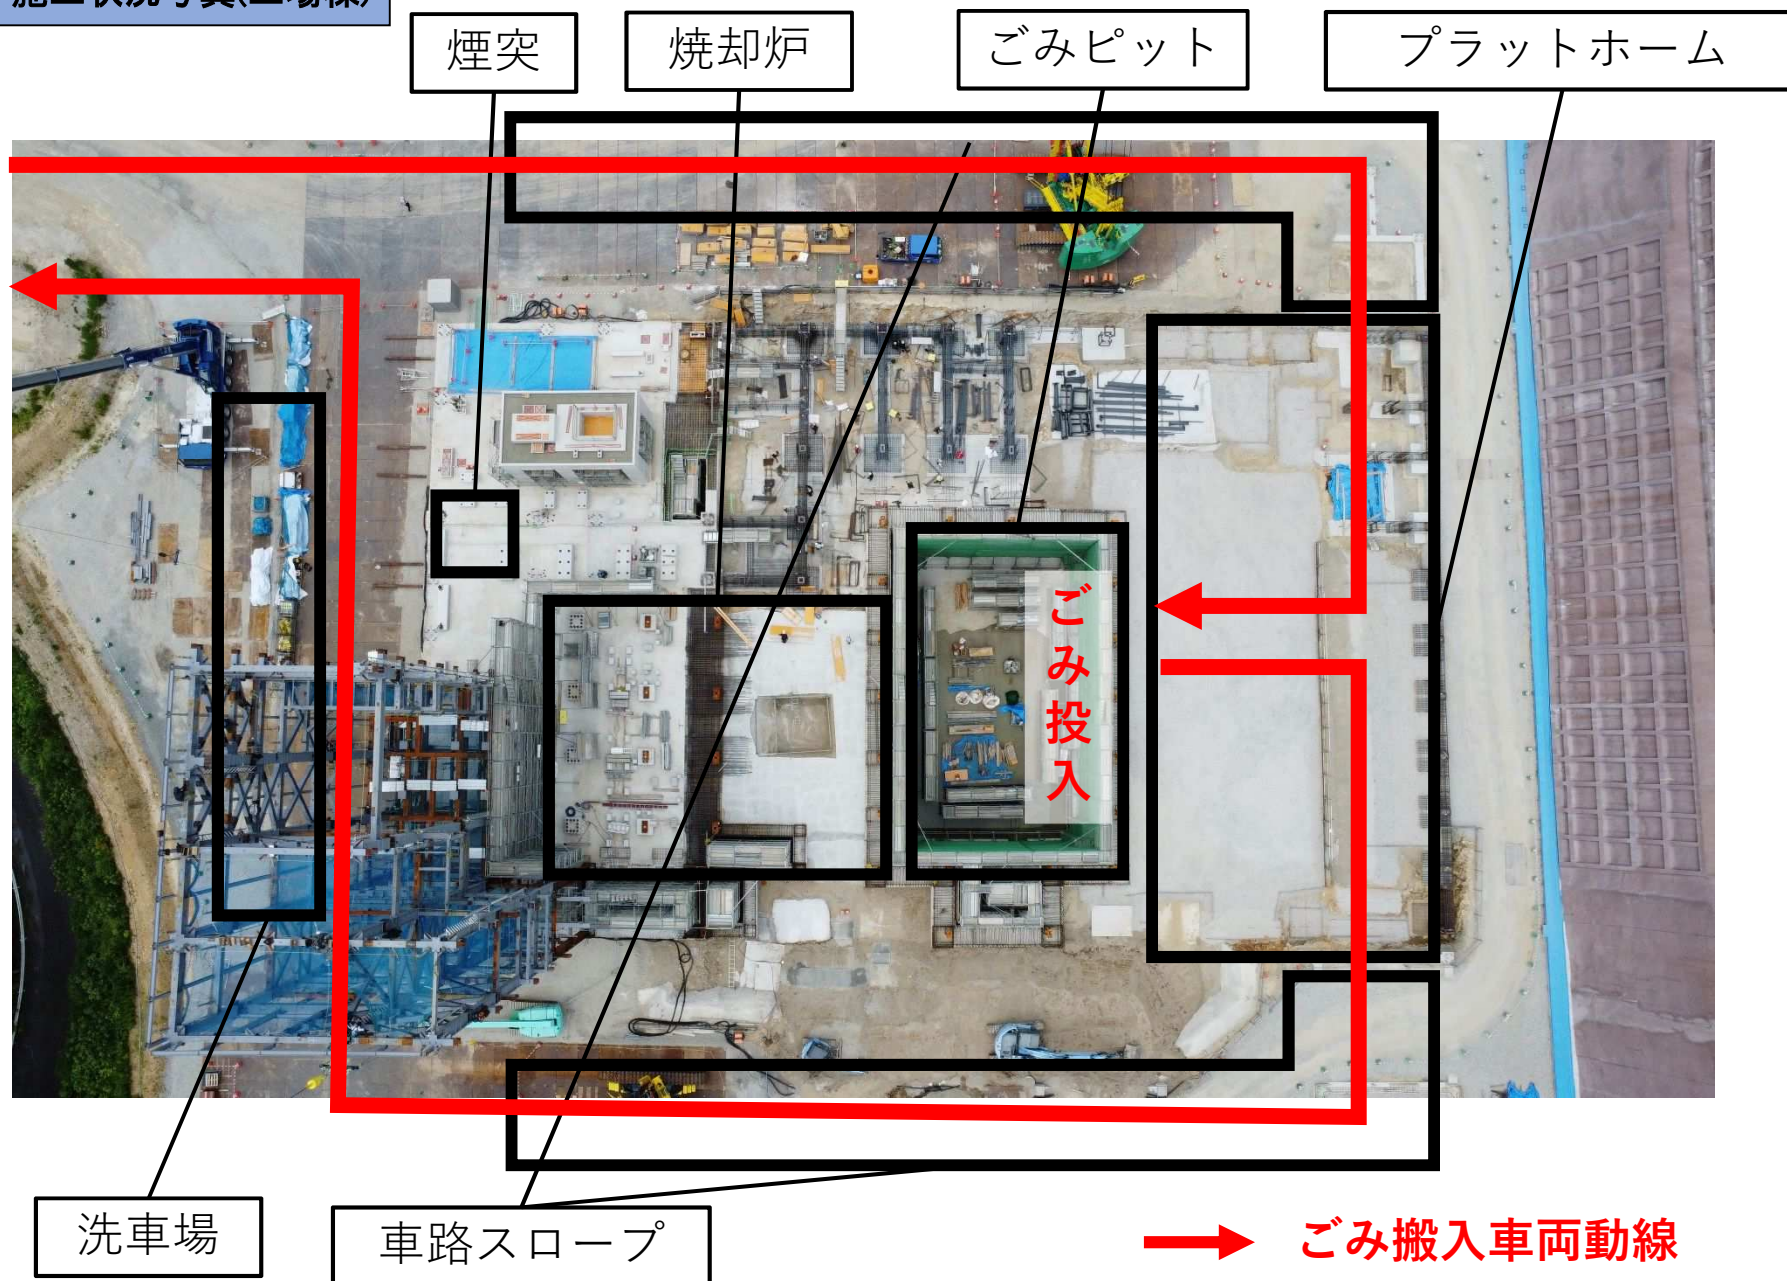 煙突
焼却炉
ごみピット
プラットホーム
ごみ投入
洗車場
車路スロープ
ごみ搬入車両動線